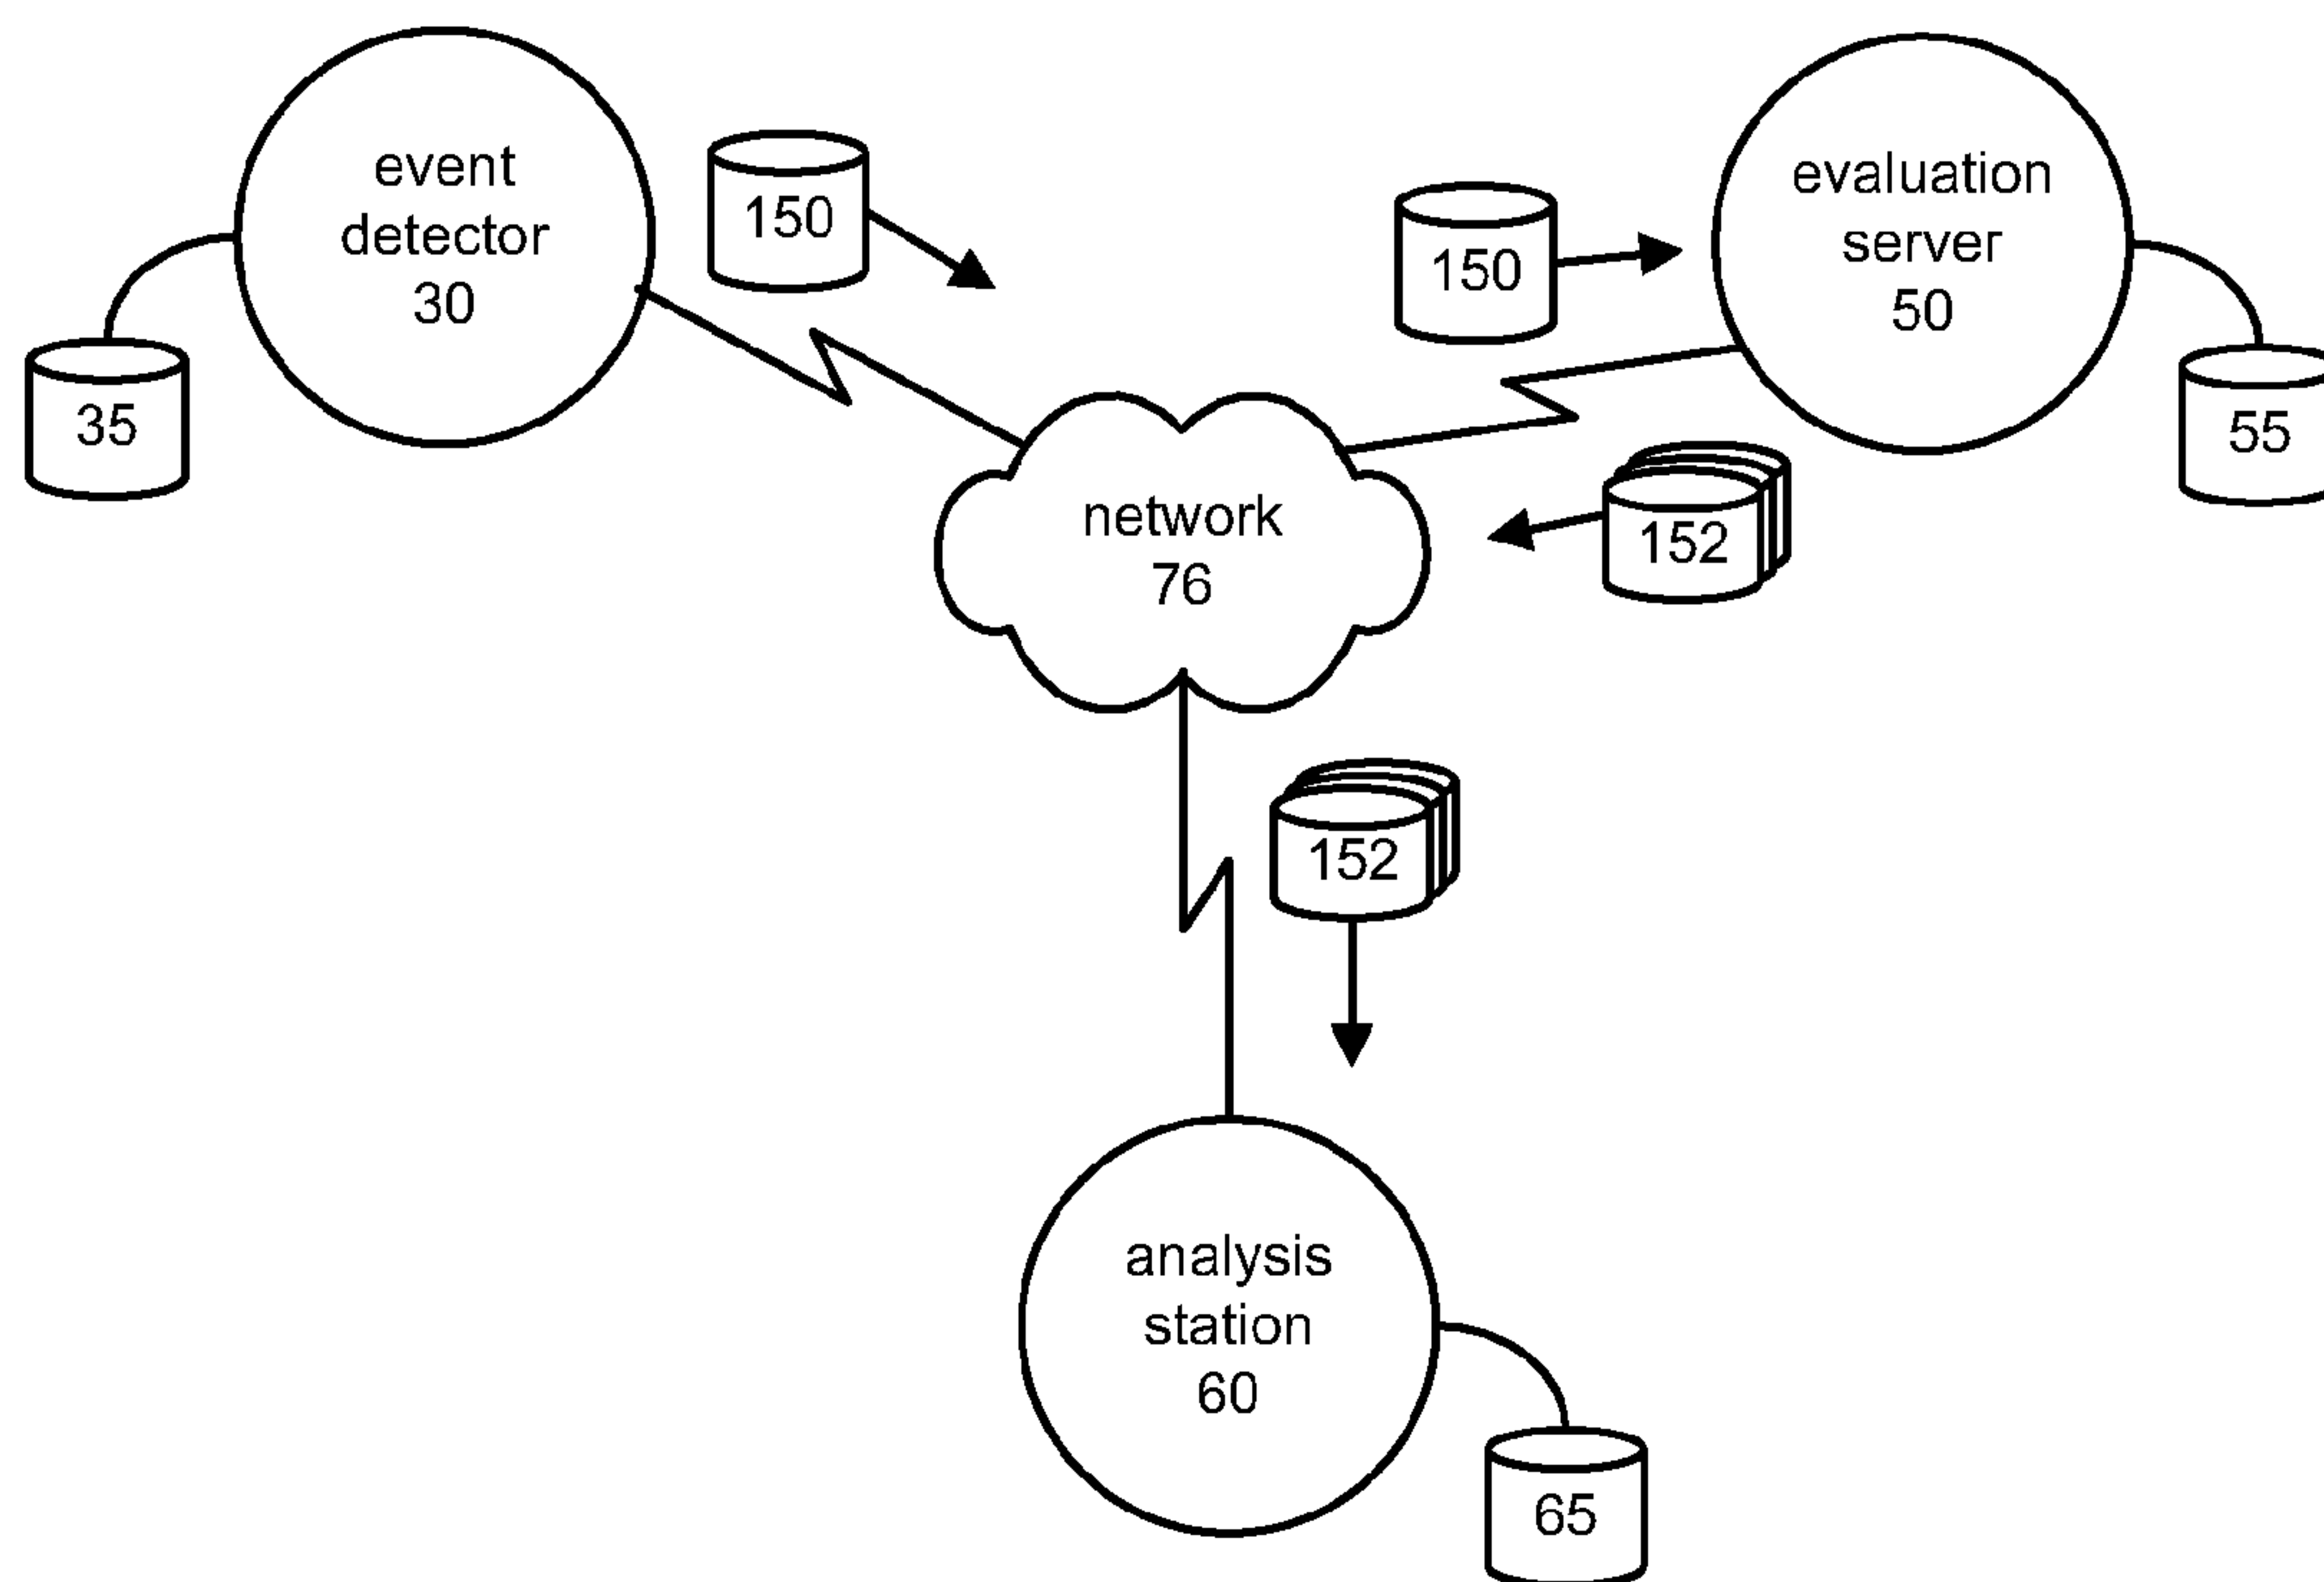 event
detector
30
150
35
150
evaluation
server
50
55
network
76
152
152
analysis
station
60
65